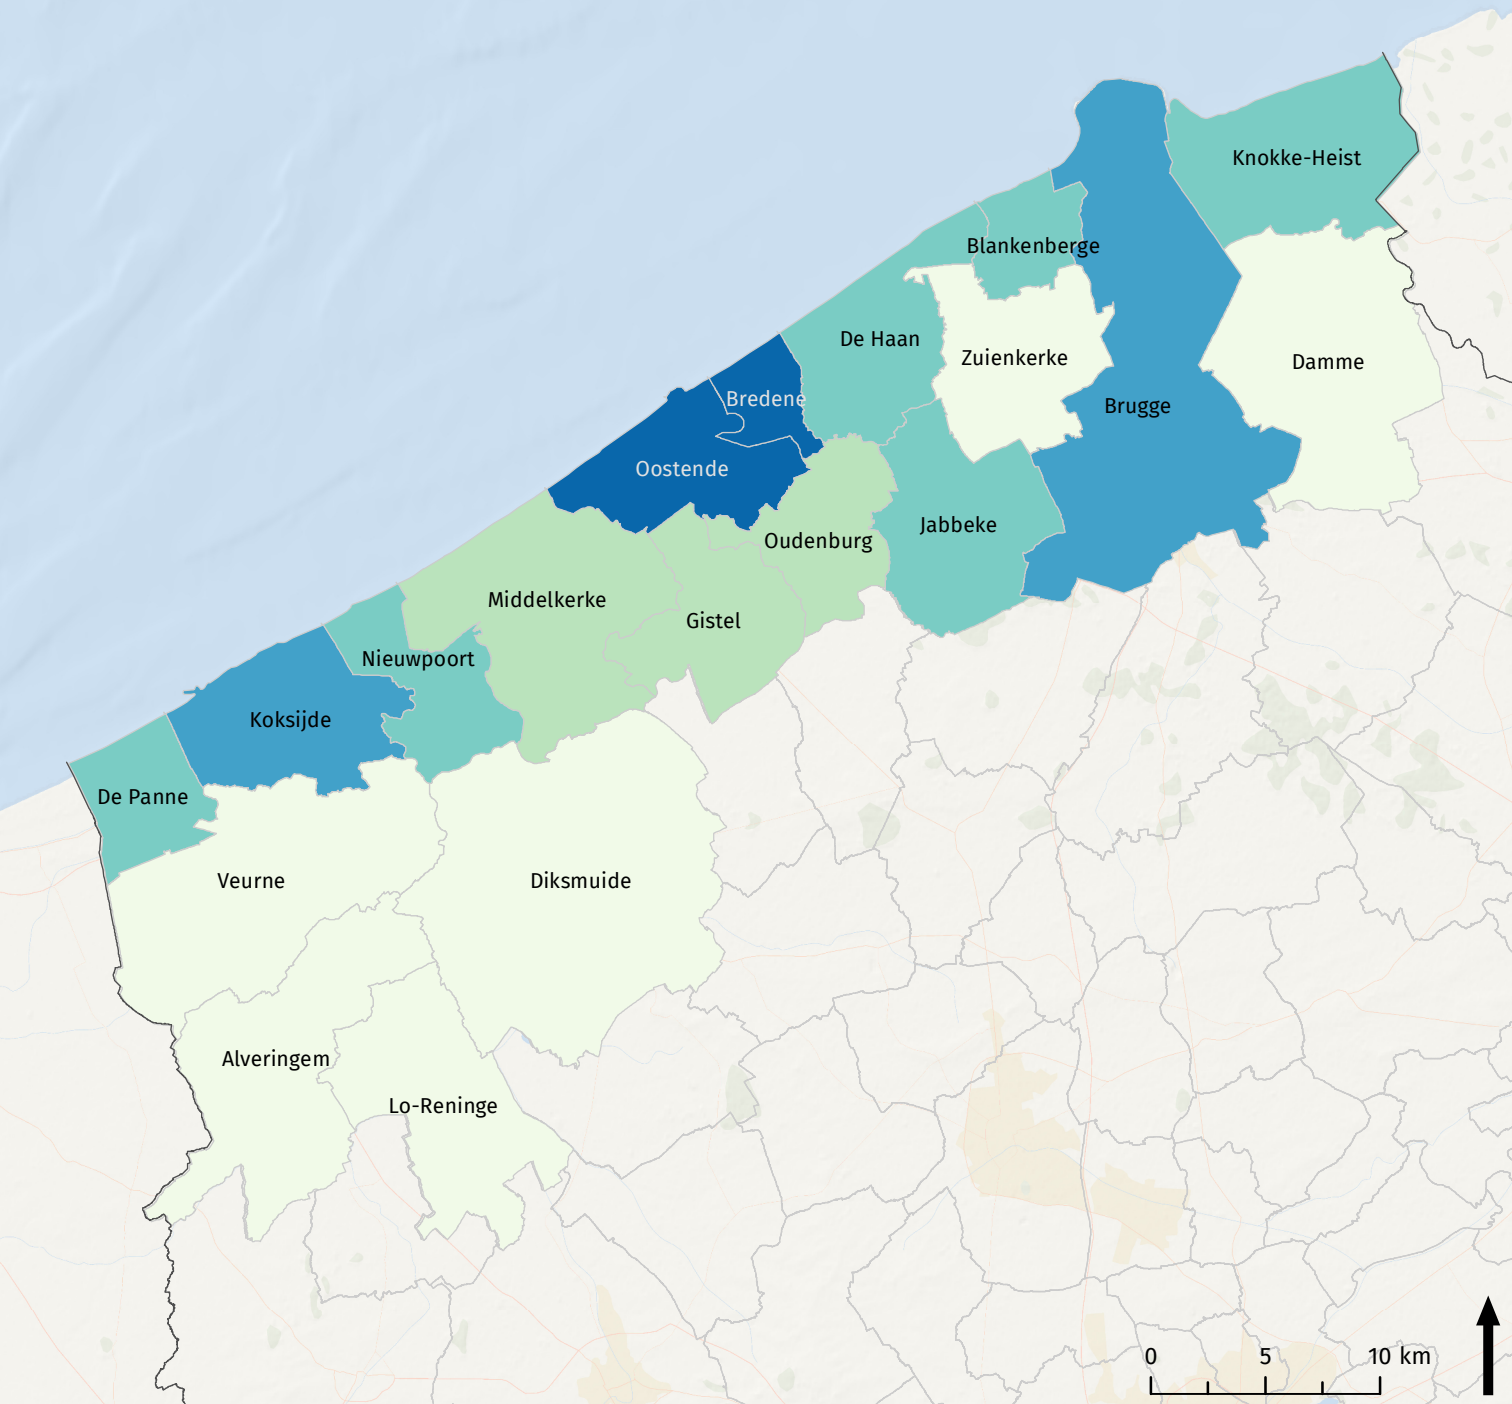 Knokke-Heist
Blankenberge
De Haan
Zuienkerke
Damme
Bredene
Brugge
Oostende
Jabbeke
Oudenburg
Middelkerke
Gistel
Nieuwpoort
Koksijde
De Panne
Veurne
Diksmuide
Alveringem
Lo-Reninge
0 5 10 km